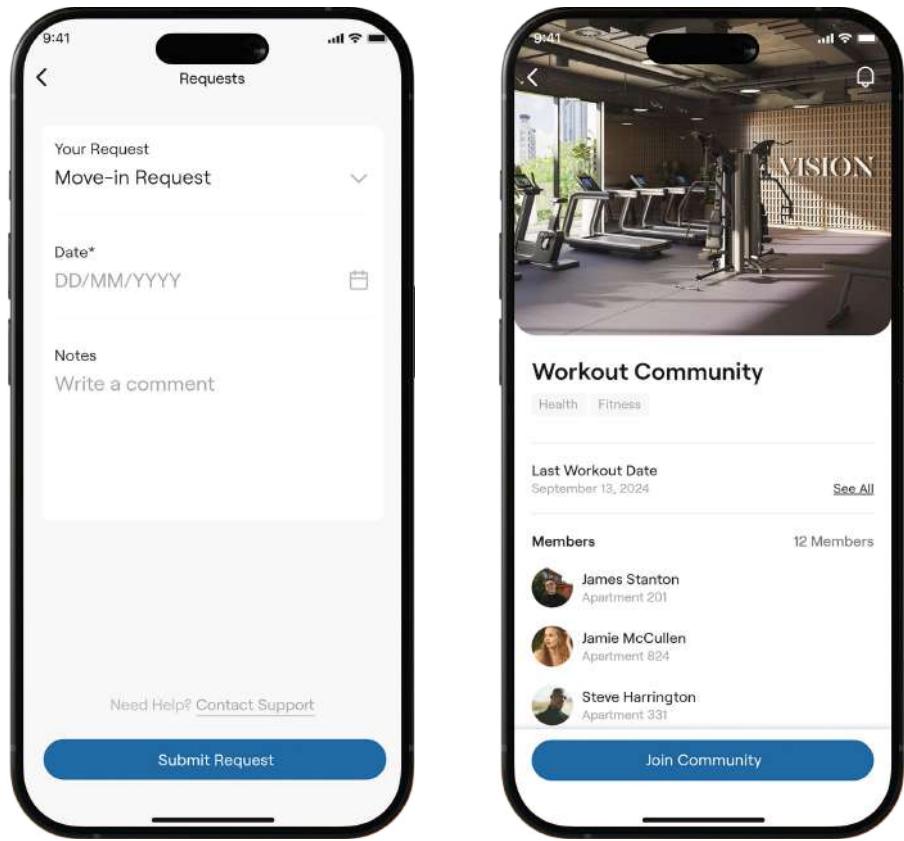 9:41
Requests
Your Request
Move-in Request
Date*
DD/MM/YYYY
Notes
Write a comment
Need Help? Contact Support
Submit Request
9:41
VISION
Workout Community
Health Fitness
Last Workout Date
September 13, 2024 See All
Members 12 Members
James Stanton
Apartment 201
Jamie McCullen
Apartment 824
Steve Harrington
Apartment 331
Join Community